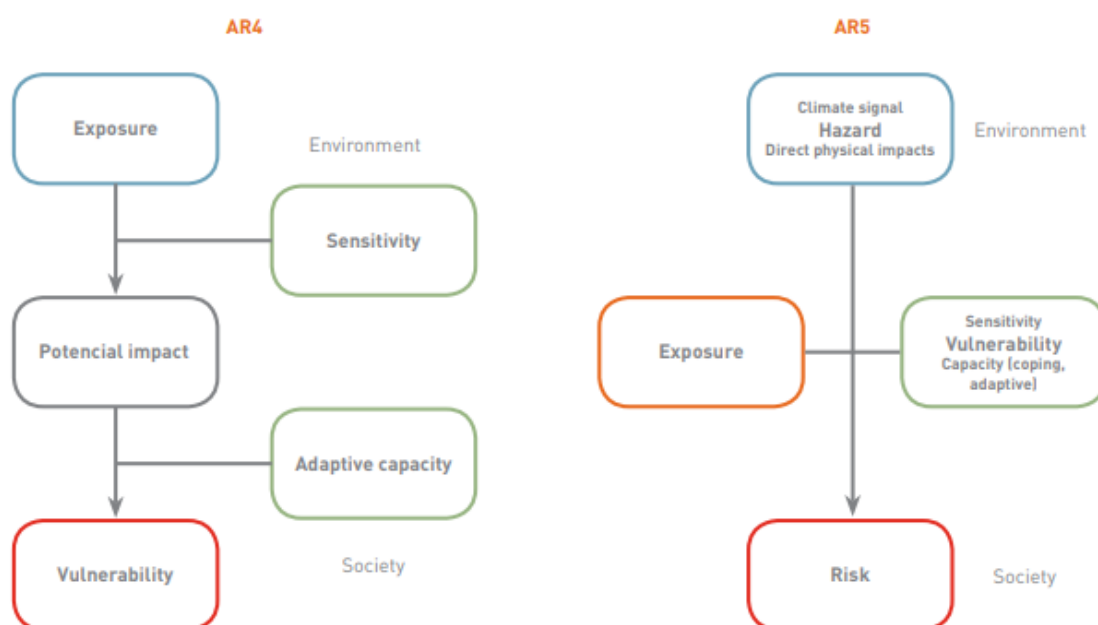 AR4
Exposure
Environment
Sensitivity
Potencial impact
Adaptive capacity
Vulnerability
Society
AR5
Climate signal
Hazard
Direct physical impacts
Environment
Exposure
Sensitivity
Vulnerability
Capacity (coping,
adaptive)
Risk
Society